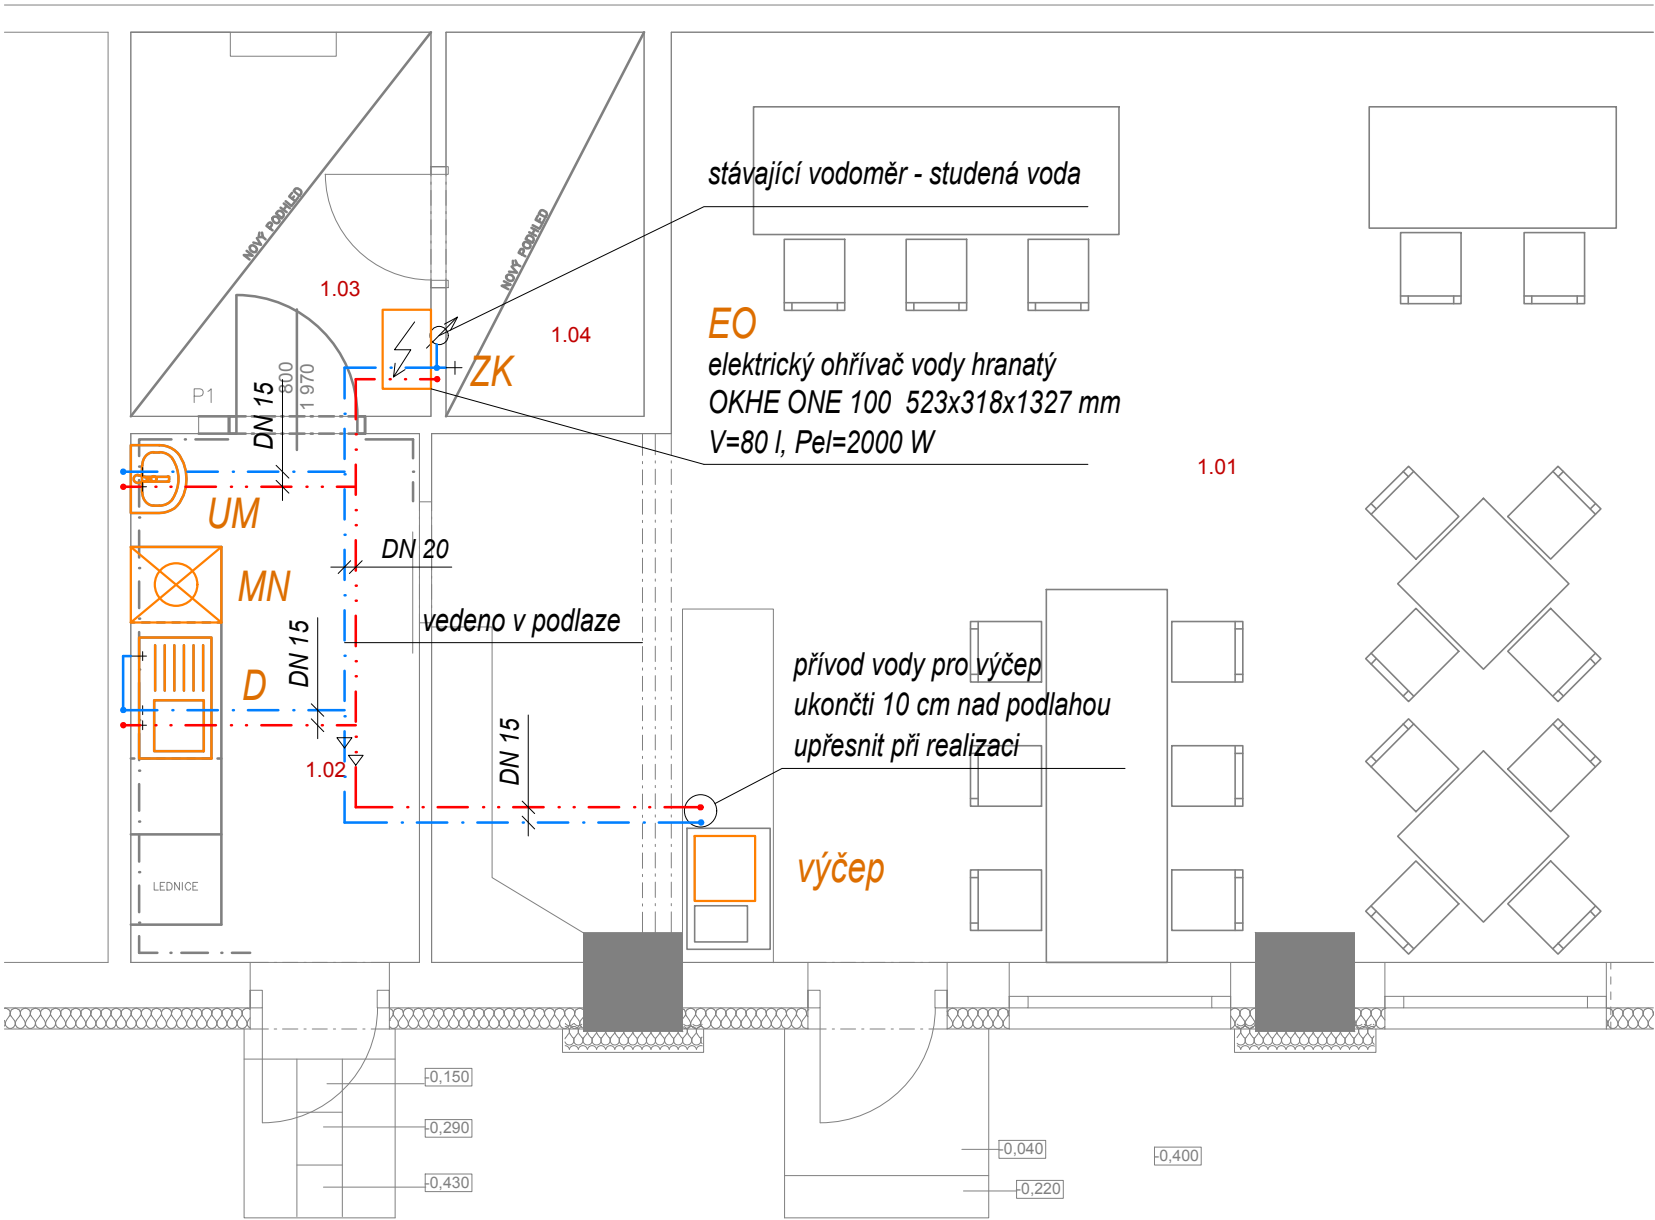 stávající vodoměr - studená voda
NOVÝ PODHLED
NOVÝ PODHLED
1.03
1.04
EO
elektrický ohřívač vody hranatý
OKHE ONE 100 523x318x1327 mm
V=80 l, Pel=2000 W
ZK
P1
800
1 970
DN 15
1.01
UM
DN 20
MN
vedeno v podlaze
DN 15
D
přívod vody pro výčep
ukončti 10 cm nad podlahou
upřesnit při realizaci
DN 15
1.02
výčep
LEDNICE
-0,150
-0,290
-0,430
-0,040
-0,400
-0,220